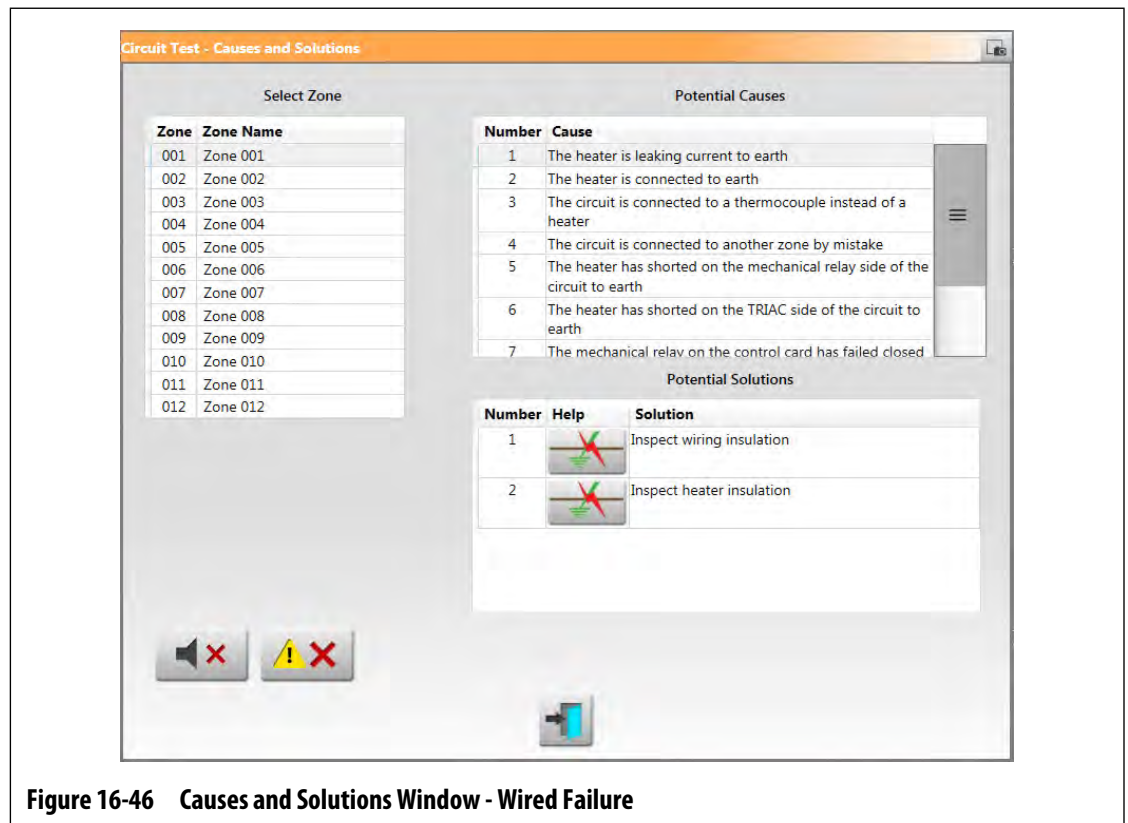 Circuit Test - Causes and Solutions
Select Zone
Zone Zone Name
001 Zone 001
002 Zone 002
003 Zone 003
004 Zone 004
005 Zone 005
006 Zone 006
007 Zone 007
008 Zone 008
009 Zone 009
010 Zone 010
011 Zone 011
012 Zone 012
Potential Causes
Number Cause
1 The heater is leaking current to earth
2 The heater is connected to earth
3 The circuit is connected to a thermocouple instead of a
heater
4 The circuit is connected to another zone by mistake
5 The heater has shorted on the mechanical relay side of the
circuit to earth
6 The heater has shorted on the TRIAC side of the circuit to
earth
7 The mechanical relay on the control card has failed closed
Potential Solutions
Number Help Solution
1 Inspect wiring insulation
2 Inspect heater insulation
Figure 16-46 Causes and Solutions Window - Wired Failure